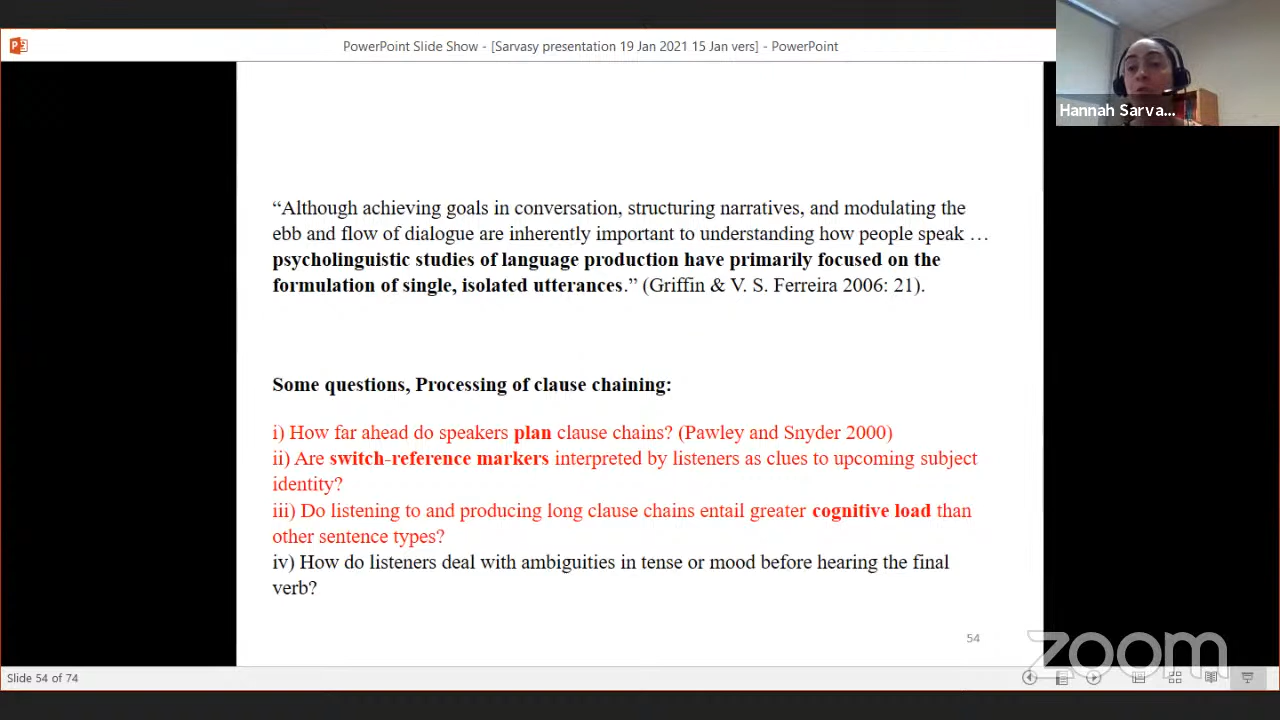 PowerPoint Slide Show - [Sarvasy presentation 19 Jan 2021 15 Jan vers] - PowerPoint
Hannah Sarva...
“Although achieving goals in conversation, structuring narratives, and modulating the
ebb and flow of dialogue are inherently important to understanding how people speak …
psycholinguistic studies of language production have primarily focused on the
formulation of single, isolated utterances.” (Griffin & V. S. Ferreira 2006: 21).
Some questions, Processing of clause chaining:
i) How far ahead do speakers plan clause chains? (Pawley and Snyder 2000)
ii) Are switch-reference markers interpreted by listeners as clues to upcoming subject
identity?
iii) Do listening to and producing long clause chains entail greater cognitive load than
other sentence types?
iv) How do listeners deal with ambiguities in tense or mood before hearing the final
verb?
54
zoom
Slide 54 of 74